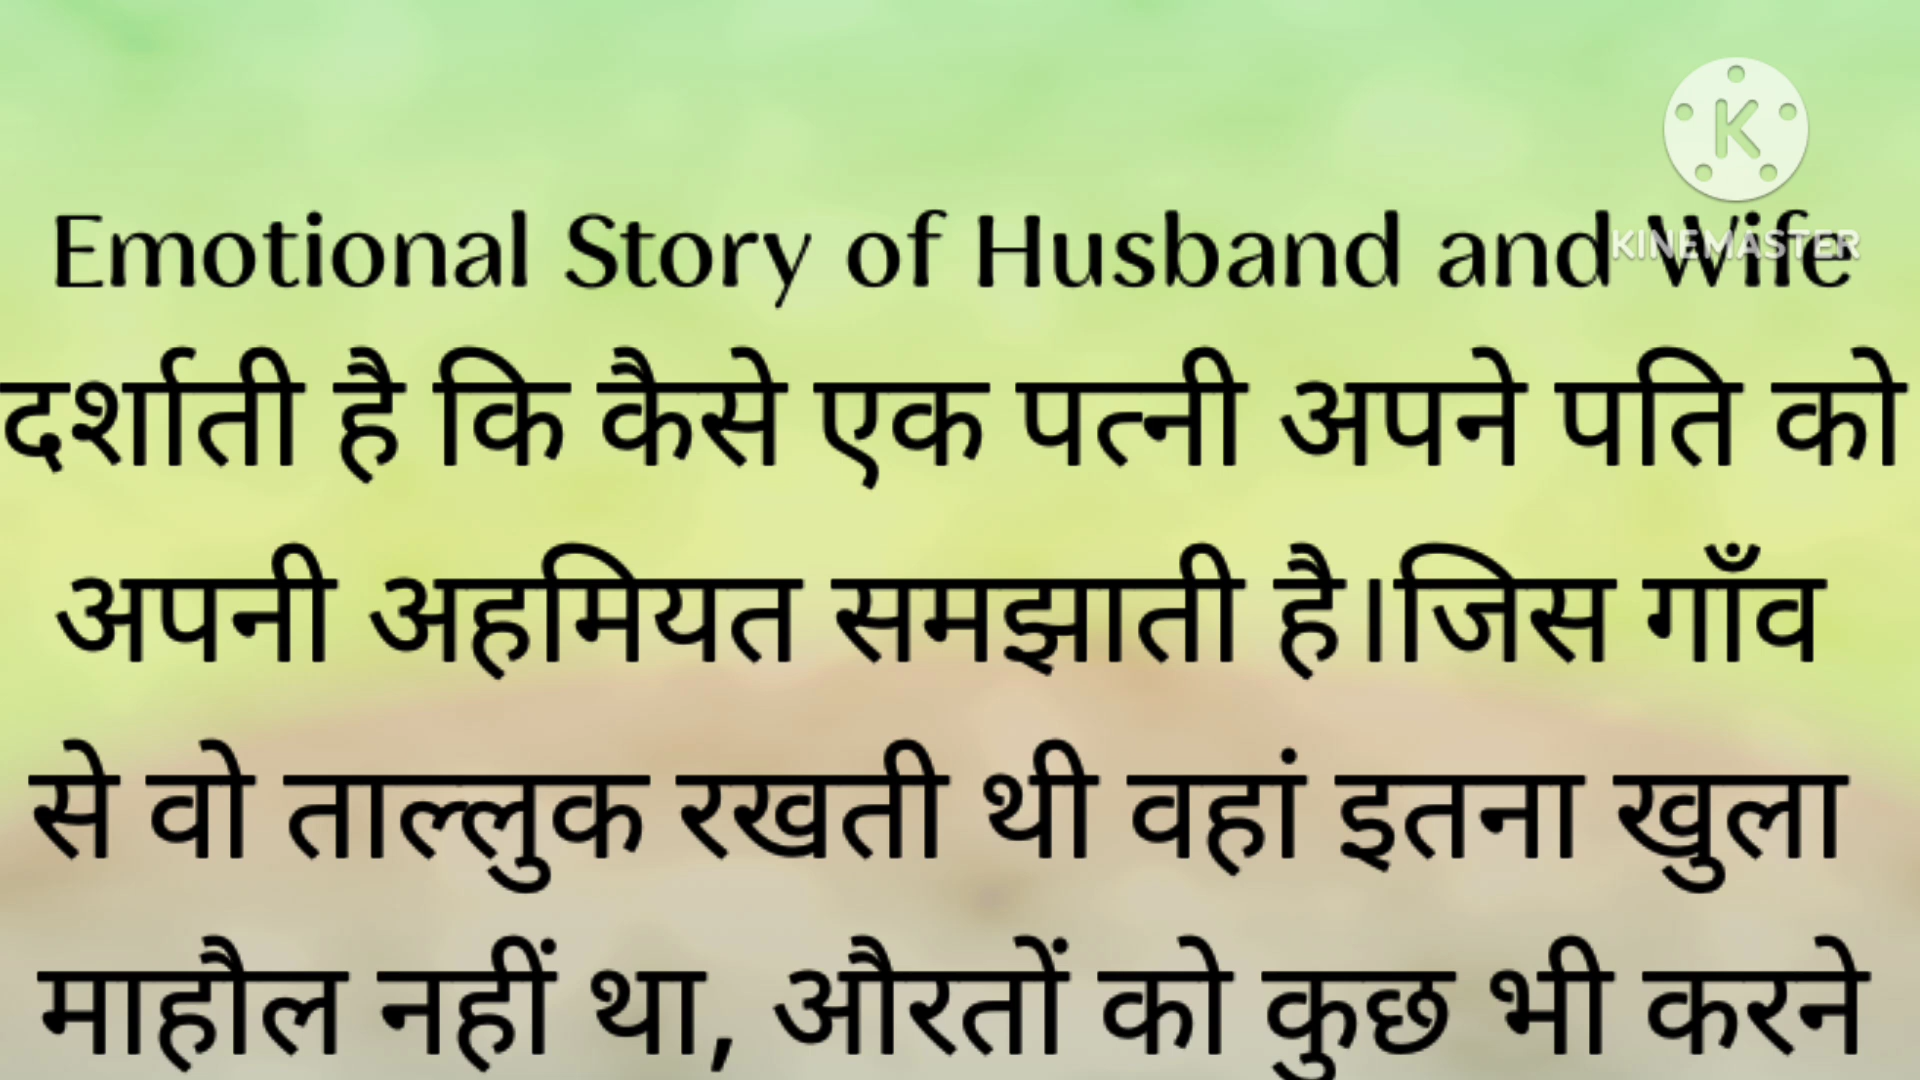 K
KINEMASTER
Emotional Story of Husband and Wife
दर्शाती है कि कैसे एक पत्नी अपने पति को
अपनी अहमियत समझाती है।जिस गाँव
से वो ताल्लुक रखती थी वहां इतना खुला
माहौल नहीं था, औरतों को कुछ भी करने